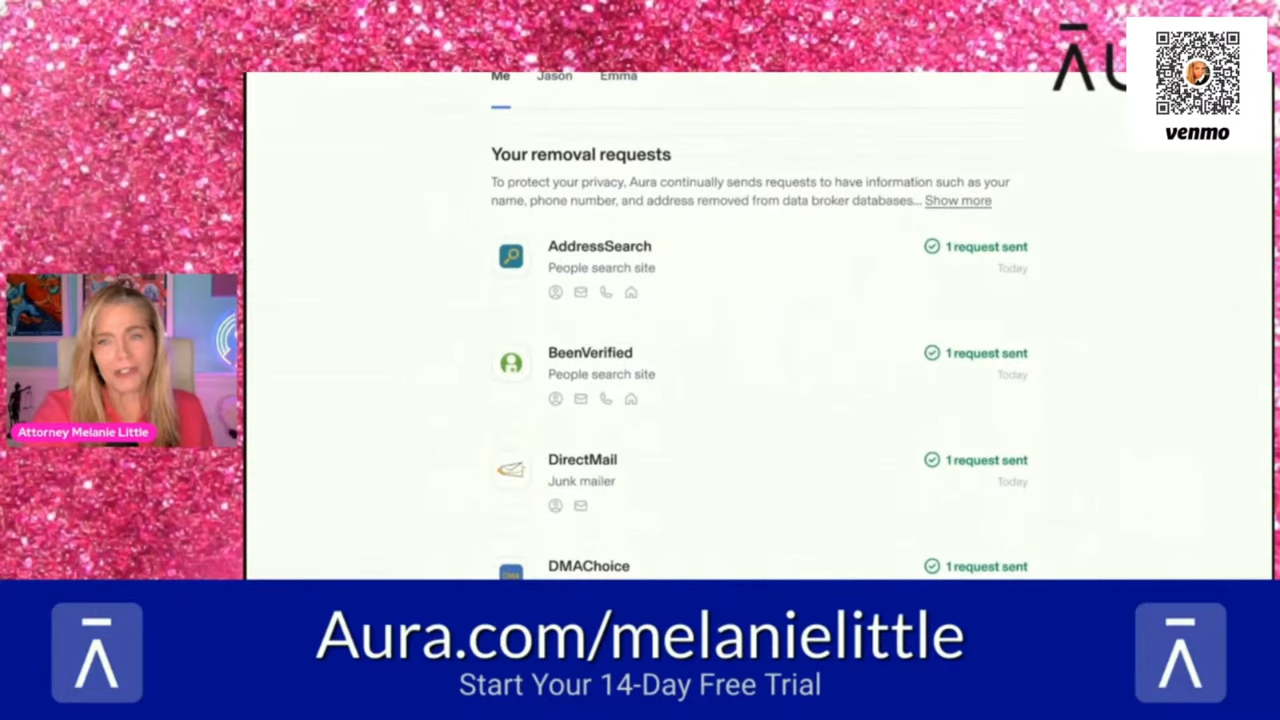 Me Jason Emma
venmo
Your removal requests
To protect your privacy, Aura continually sends requests to have information such as your
name, phone number, and address removed from data broker databases... Show more
AddressSearch
1 request sent
People search site
Today
BeenVerified
1 request sent
People search site
Today
Attorney Melanie Little
DirectMail
1 request sent
Junk mailer
Today
DMAChoice
1 request sent
Aura.com/melanielittle
Start Your 14-Day Free Trial